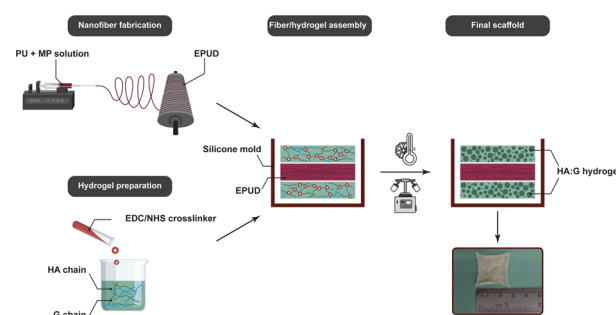 Nanofiber fabrication
Fiber/hydrogel assembly
Final scaffold
PU + MP solution
EPUD
Silicone mold
EPUD
HA:G hydroge
Hydrogel preparation
EDC/NHS crosslinker
HA chain
G chain